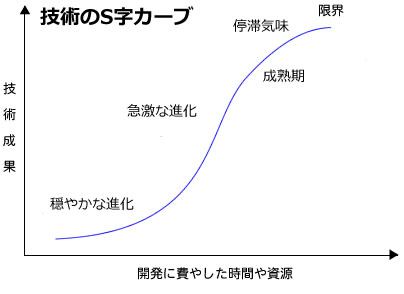 技術のS字カーブ
限界
停滞気味
成熟期
急激な進化
穏やかな進化
技術成果
開発に費やした時間や資源